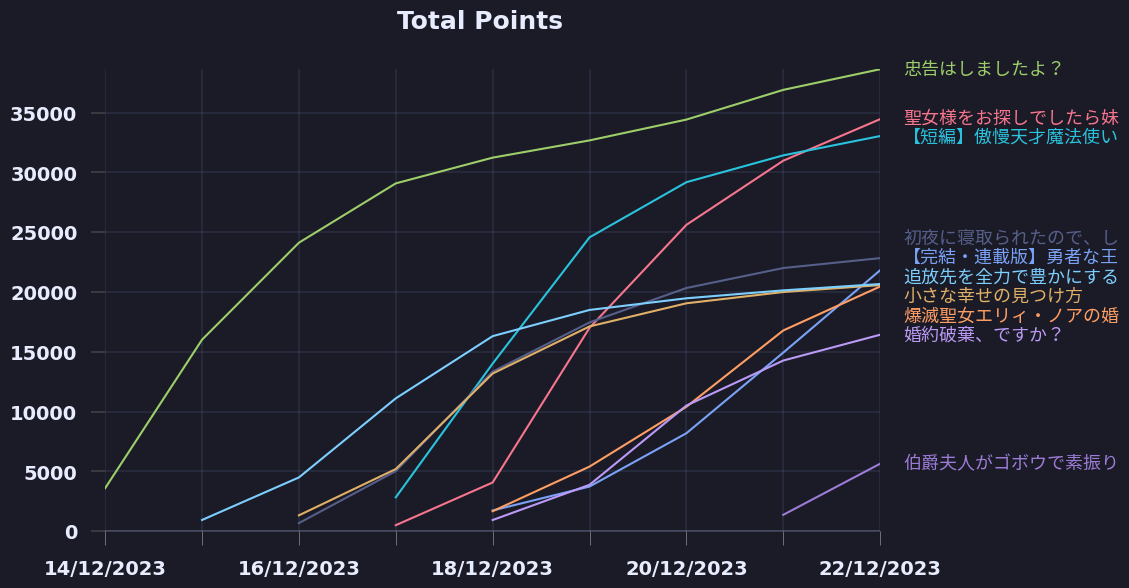 Total Points
忠告はしましたよ？
35000
聖女様をお探しでしたら妹
【短編】傲慢天才魔法使い
30000
25000
初夜に寝取られたので、し
【完結・連載版】勇者な王
追放先を全力で豊かにする
20000
小さな幸せの見つけ方
爆滅聖女エリィ・ノアの婚
婚約破棄、ですか？
15000
10000
伯爵夫人がゴボウで素振り
5000
0
14/12/2023 16/12/2023 18/12/2023 20/12/2023 22/12/2023